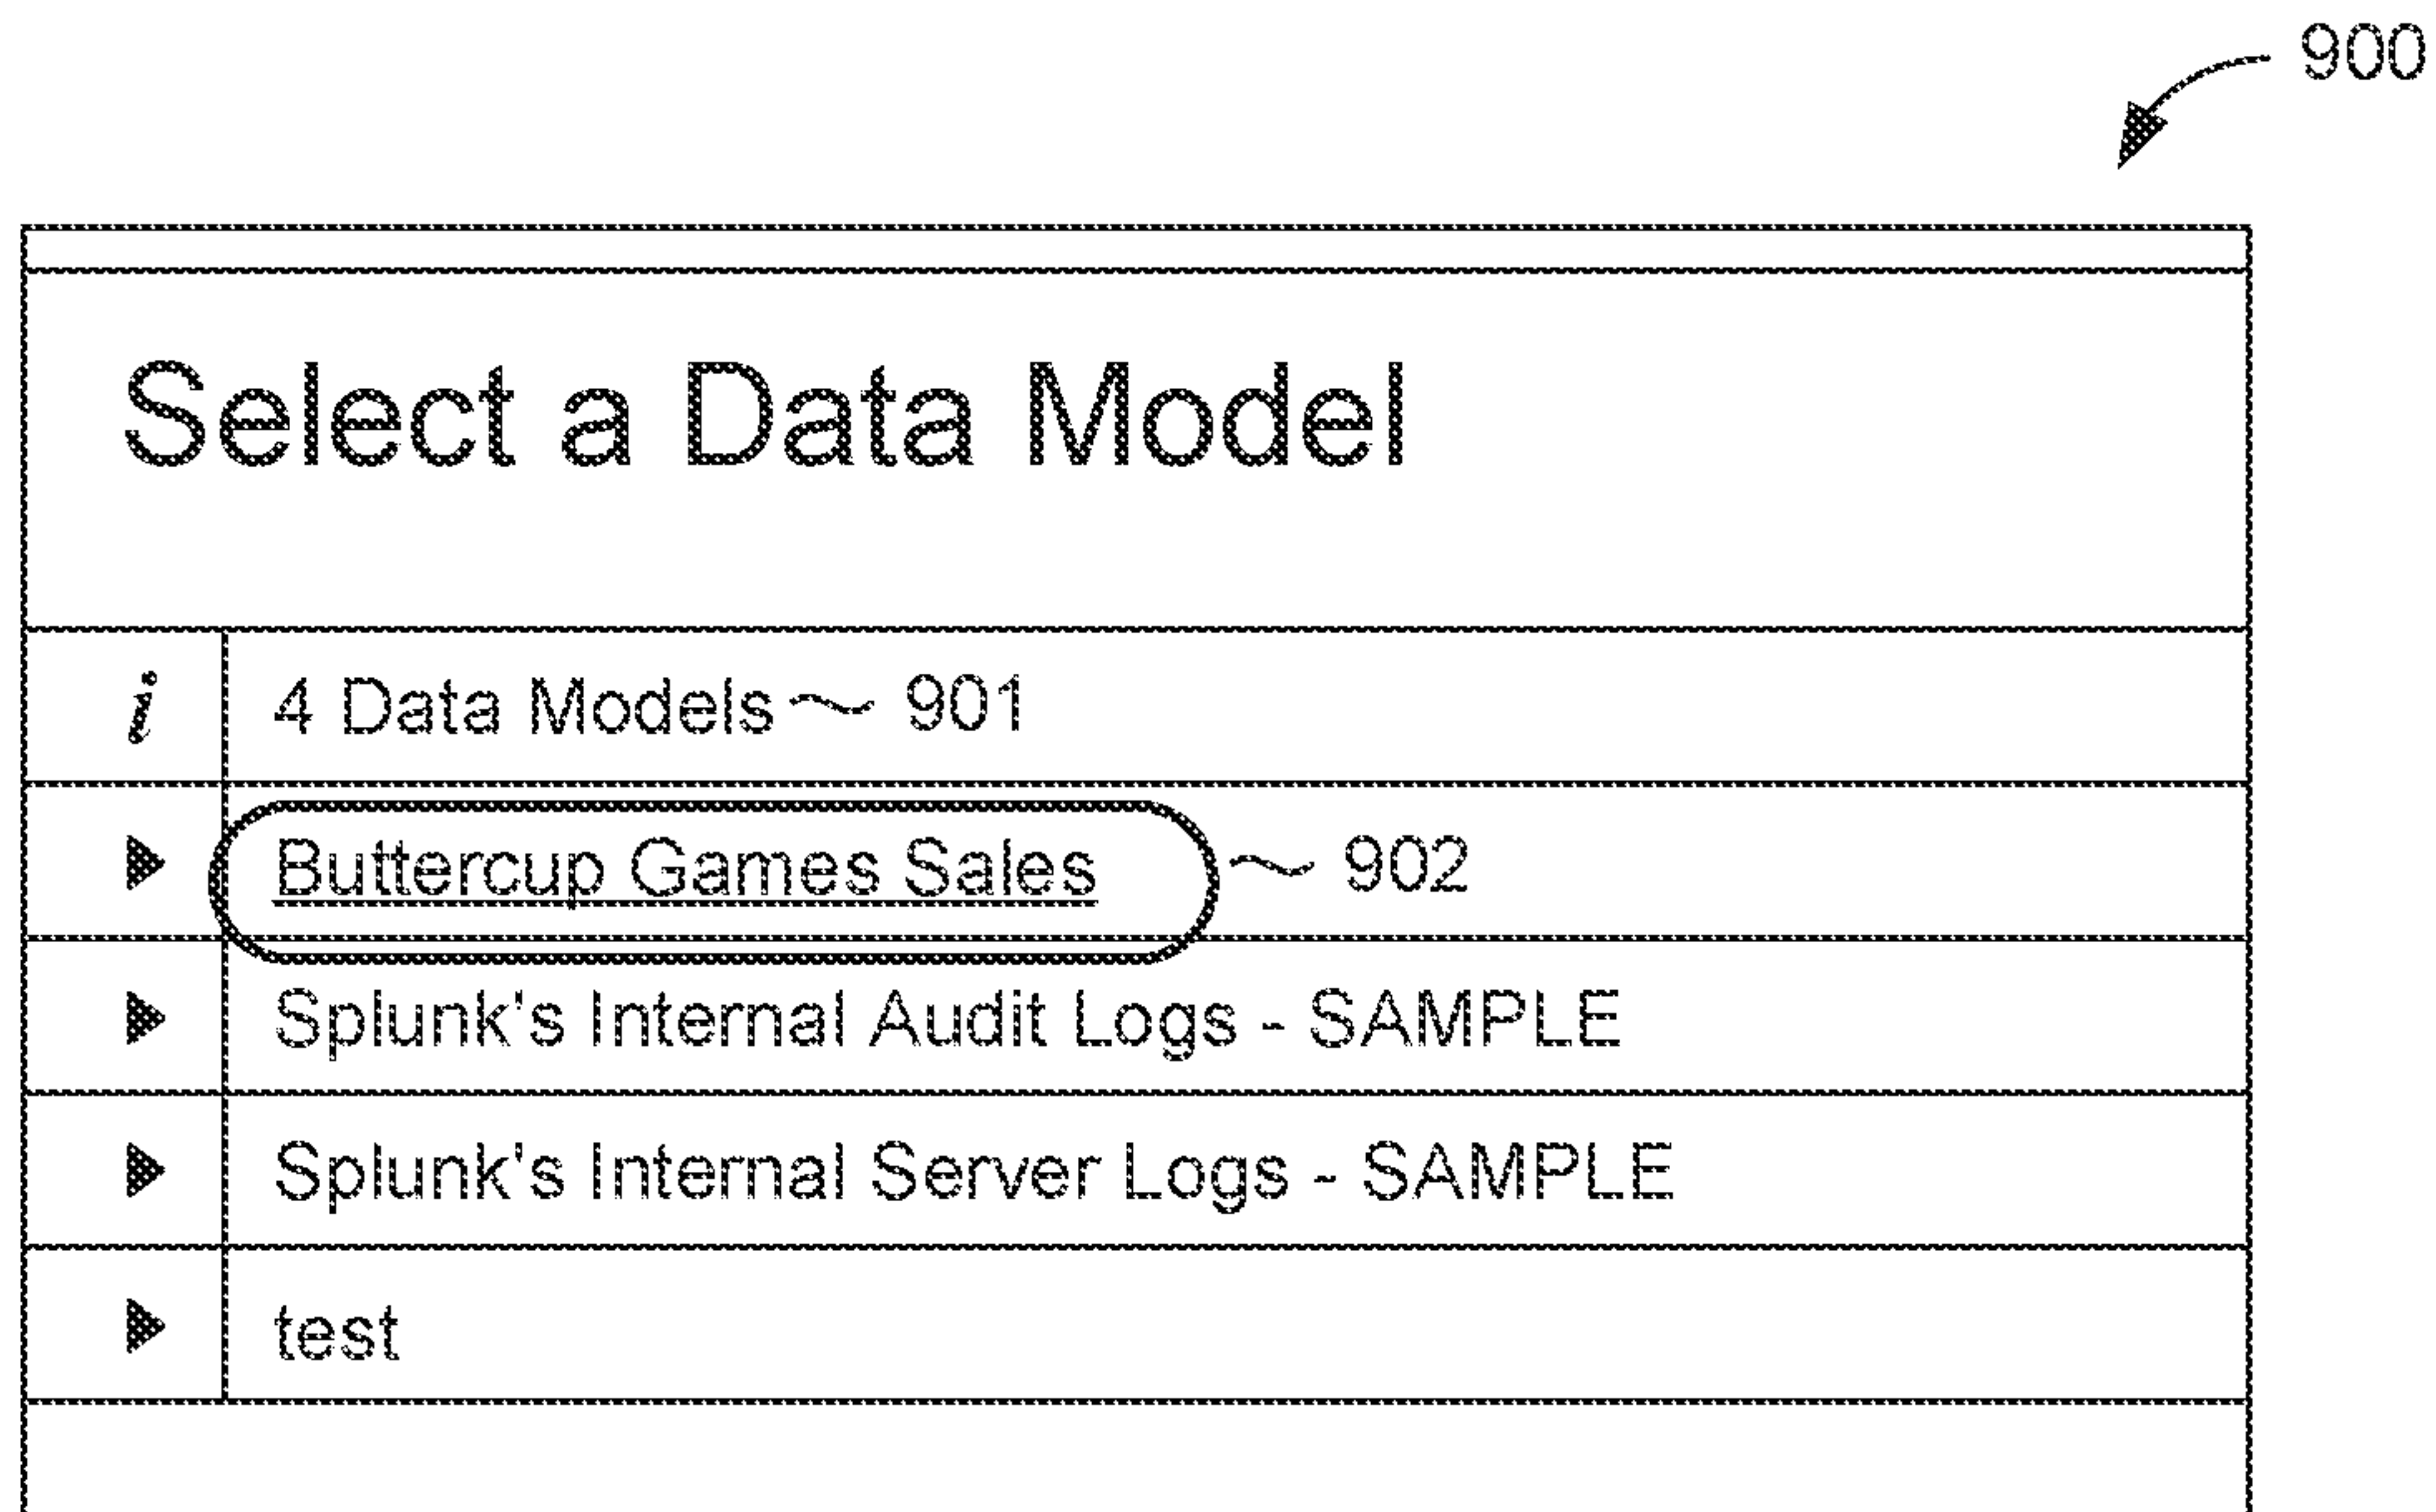 900
Select a Data Model
i 4 Data Models 901
Buttercup Games Sales 902
Splunk's Internal Audit Logs - SAMPLE
Splunk's Internal Server Logs - SAMPLE
test